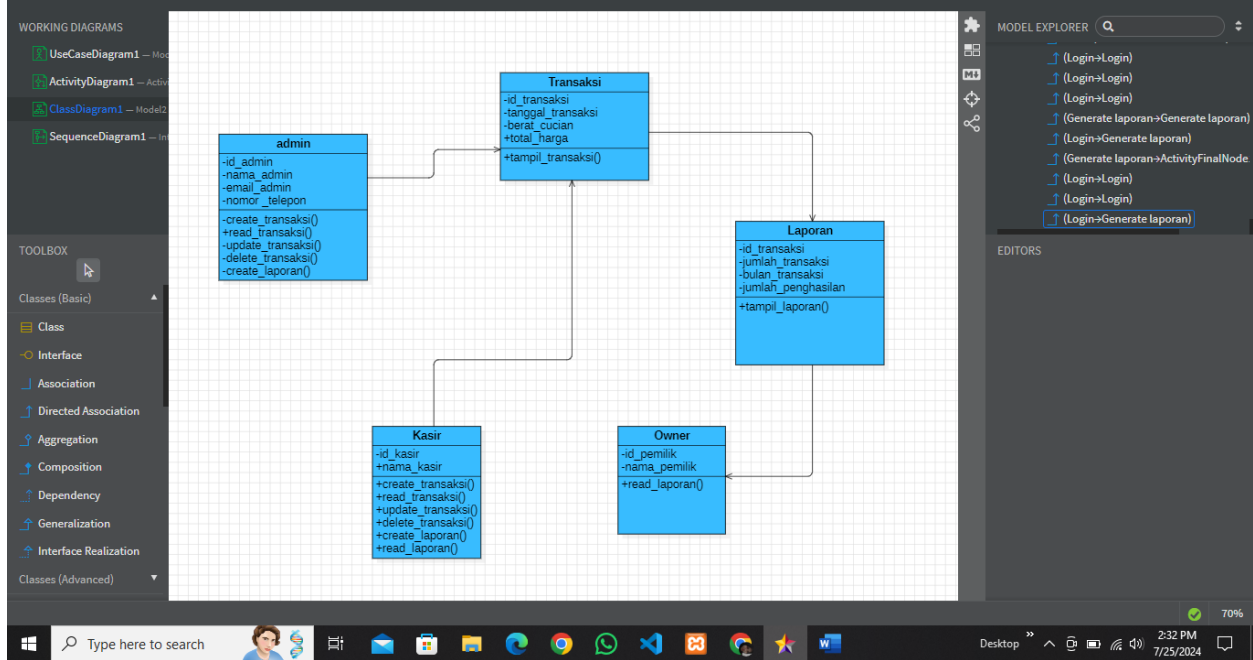 WORKING DIAGRAMS
UseCaseDiagram1 — Mod
ActivityDiagram1 — Activ
ClassDiagram1 — Model2
SequenceDiagram1 — Int
TOOLBOX
Classes (Basic)
Class
Interface
Association
Directed Association
Aggregation
Composition
Dependency
Generalization
Interface Realization
Classes (Advanced)
admin
-id_admin
-nama_admin
-email_admin
-nomor _telepon
-create_transaksi()
+read_transaksi()
-update_transaksi()
-delete_transaksi()
-create_laporan()
Transaksi
-id_transaksi
-tanggal_transaksi
-berat_cucian
+total_harga
+tampil_transaksi()
Laporan
-id_transaksi
-jumlah_transaksi
-bulan_transaksi
-jumlah_penghasilan
+tampil_laporan()
Kasir
-id_kasir
+nama_kasir
+create_transaksi()
+read_transaksi()
+update_transaksi()
+delete_transaksi()
+create_laporan()
+read_laporan()
Owner
-id_pemilik
-nama_pemilik
+read_laporan()
M↓
MODEL EXPLORER
(Login→Login)
(Login→Login)
(Login→Login)
(Generate laporan→Generate laporan)
(Login→Generate laporan)
(Generate laporan→ActivityFinalNode
(Login→Login)
(Login→Login)
(Login→Generate laporan)
EDITORS
70%
Type here to search
Desktop
2:32 PM
7/25/2024